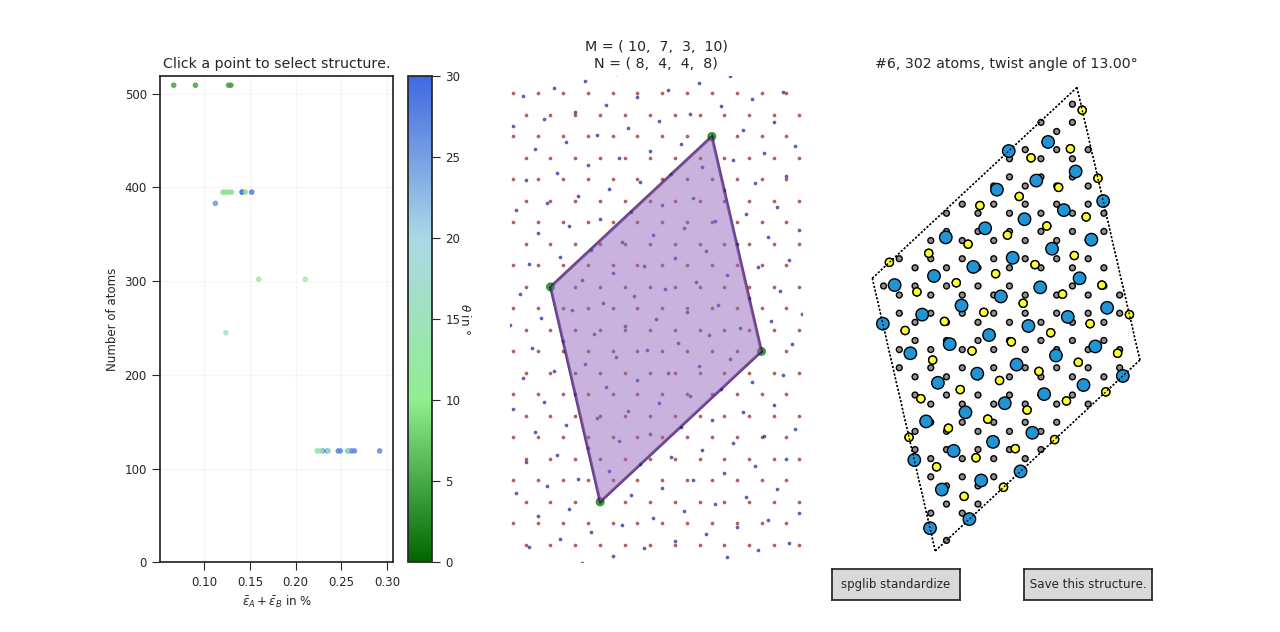 Click a point to select structure.
Number of atoms
500
400
300
200
100
0
0.10 0.15 0.20 0.25 0.30
ε̄_A + ε̄_B in %
30
25
20
15
10
5
0
θ in °
M = ( 10, 7, 3, 10)
N = ( 8, 4, 4, 8)
#6, 302 atoms, twist angle of 13.00°
spglib standardize
Save this structure.